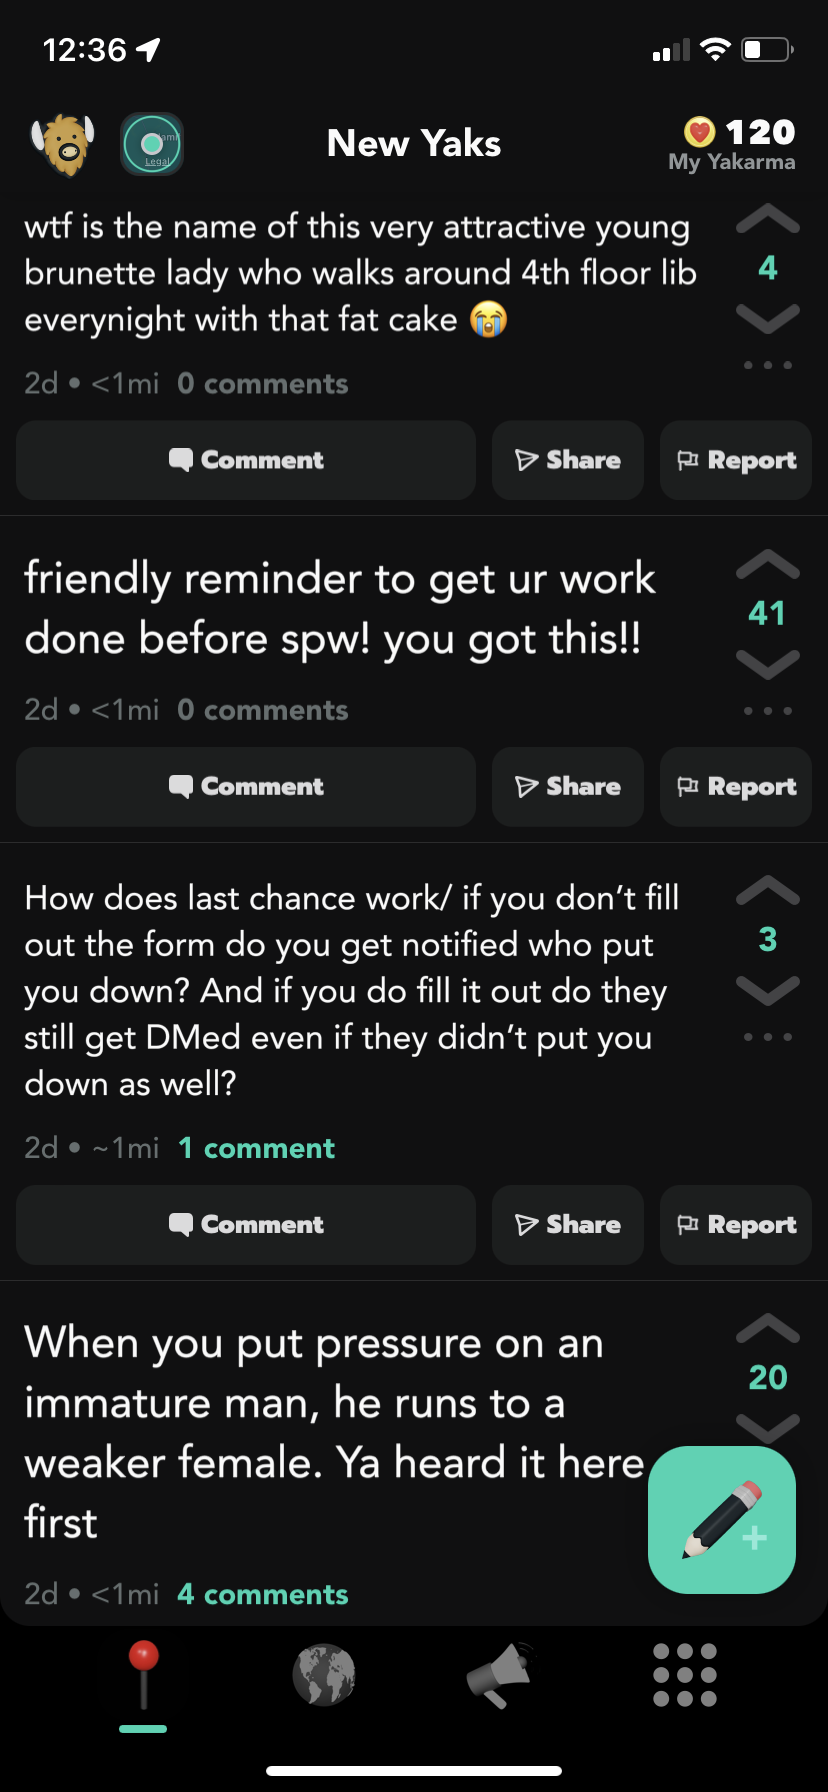 12:36
New Yaks
120
My Yakarma
Legal
wtf is the name of this very attractive young
brunette lady who walks around 4th floor lib
everynight with that fat cake 😭
4
2d • <1mi 0 comments
Comment
Share
Report
friendly reminder to get ur work
done before spw! you got this!!
41
2d • <1mi 0 comments
Comment
Share
Report
How does last chance work/ if you don’t fill
out the form do you get notified who put
you down? And if you do fill it out do they
still get DMed even if they didn’t put you
down as well?
3
2d • ~1mi 1 comment
Comment
Share
Report
When you put pressure on an
immature man, he runs to a
weaker female. Ya heard it here
first
20
2d • <1mi 4 comments